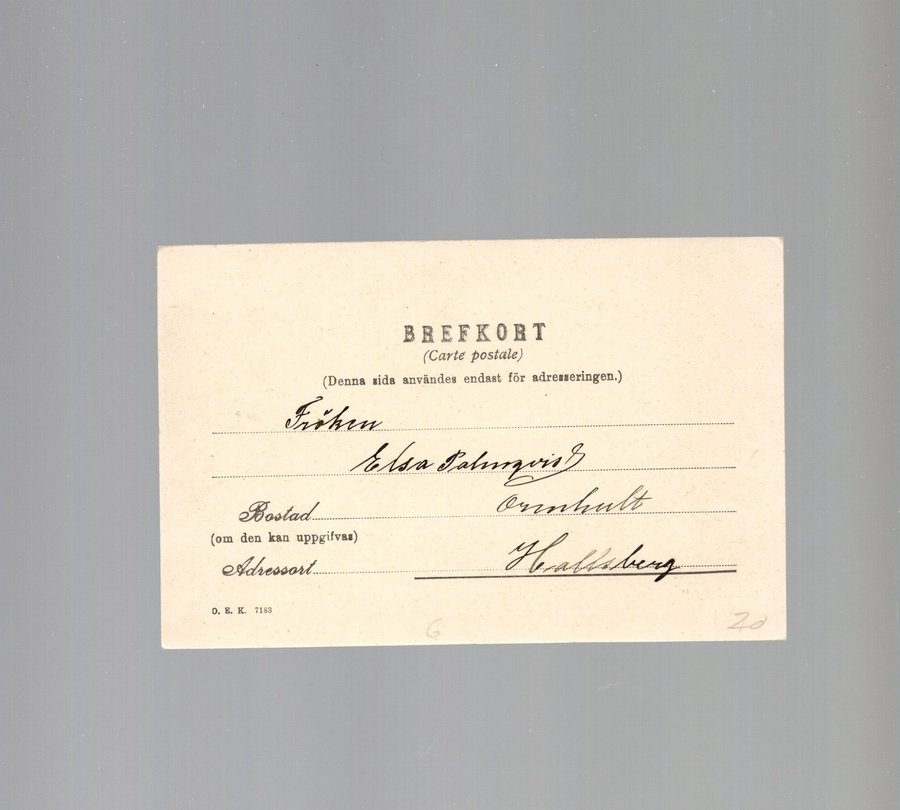 BREFKORT
(Carte postale)
(Denna sida användes endast för adresseringen.)
Fröken
Elsa Palmqvist
Bostad Ormhult
(om den kan uppgifvas)
Adressort Hallsberg
O. E. K. 7183
G 20